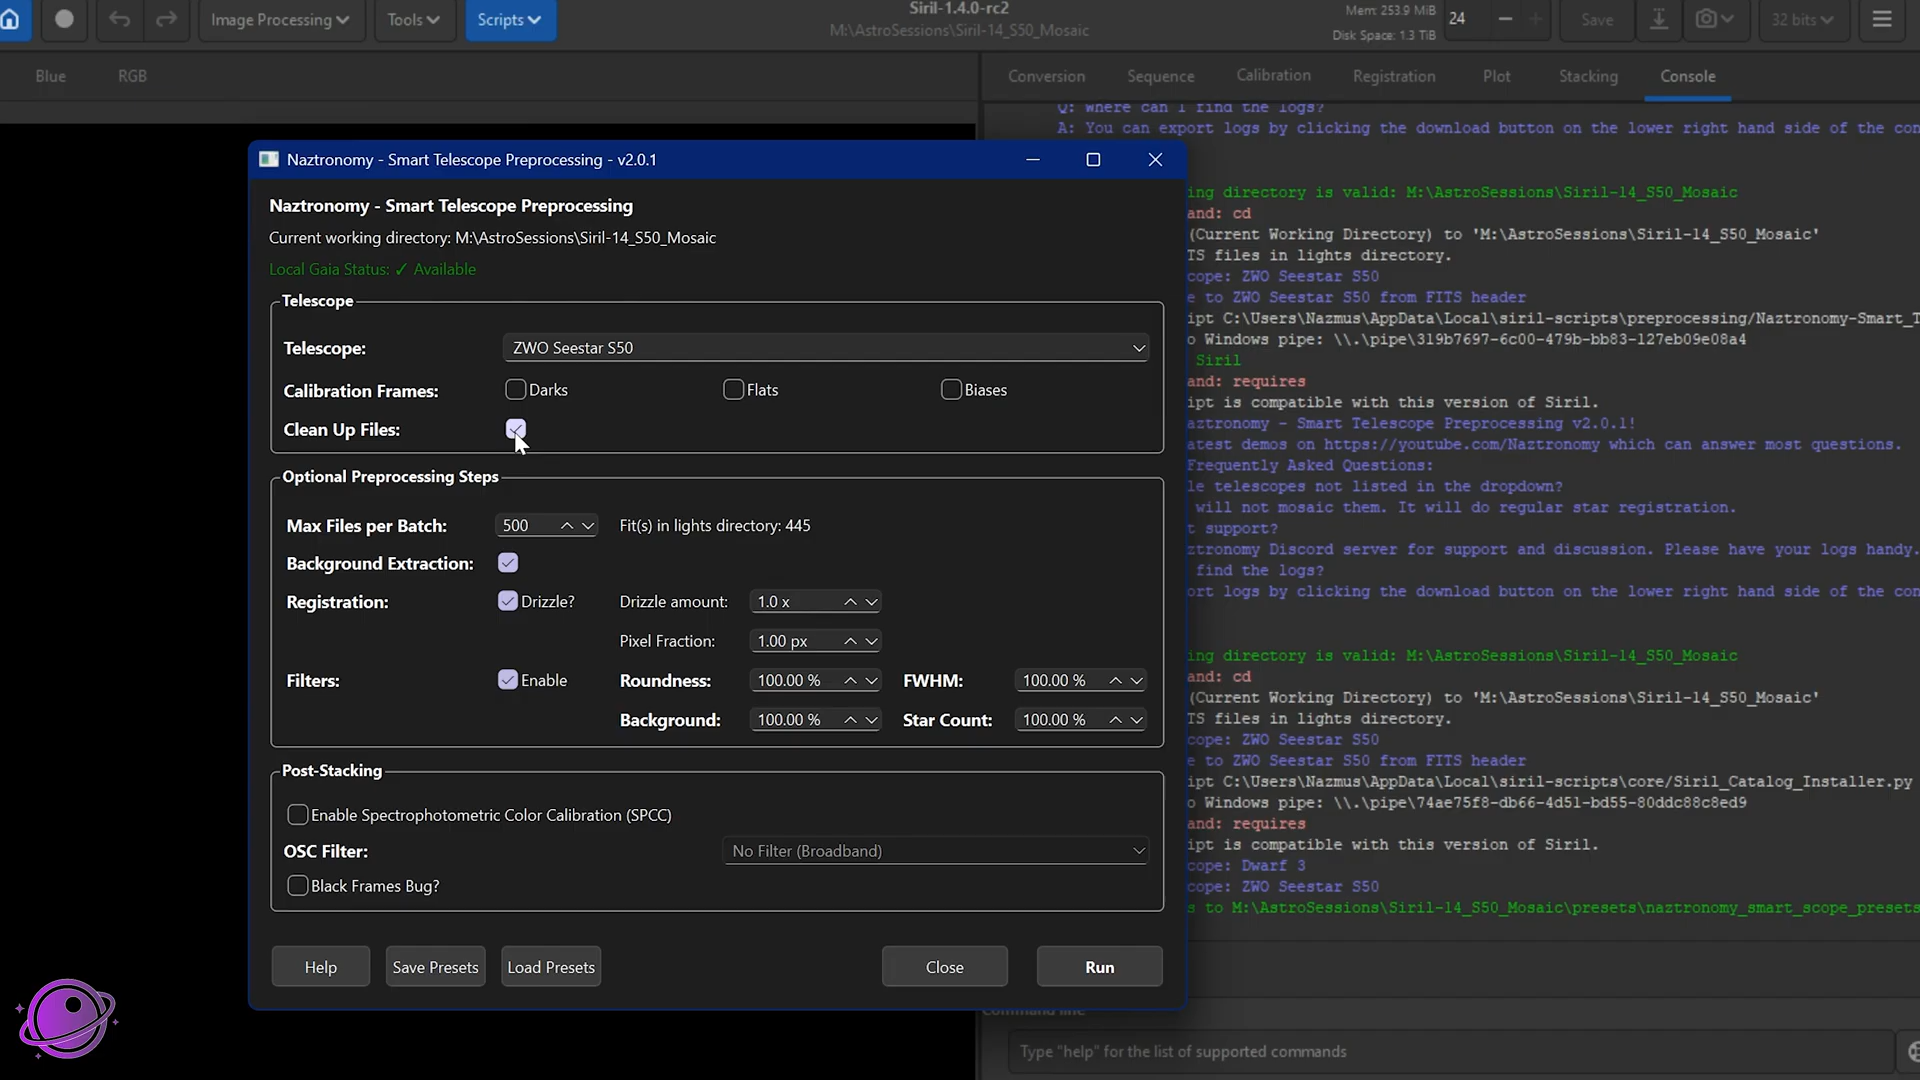 Image Processing
Tools
Scripts
Siril-1.4.0-rc2
M:\AstroSessions\Siril-14_S50_Mosaic
Mem: 253.9 MiB
Disk Space: 1.3 TiB
24
Save
32 bits
Blue
RGB
Conversion
Sequence
Calibration
Registration
Plot
Stacking
Console
Q: Where can I find the logs?
A: You can export logs by clicking the download button on the lower right hand side of the con
Naztronomy - Smart Telescope Preprocessing - v2.0.1
Naztronomy - Smart Telescope Preprocessing
Current working directory: M:\AstroSessions\Siril-14_S50_Mosaic
Local Gaia Status: ✓ Available
Telescope
Telescope:
ZWO Seestar S50
Calibration Frames:
Darks
Flats
Biases
Clean Up Files:
Optional Preprocessing Steps
Max Files per Batch:
500
Fit(s) in lights directory: 445
Background Extraction:
Registration:
Drizzle?
Drizzle amount:
1.0 x
Pixel Fraction:
1.00 px
Filters:
Enable
Roundness:
100.00 %
FWHM:
100.00 %
Background:
100.00 %
Star Count:
100.00 %
Post-Stacking
Enable Spectrophotometric Color Calibration (SPCC)
OSC Filter:
No Filter (Broadband)
Black Frames Bug?
Help
Save Presets
Load Presets
Close
Run
ing directory is valid: M:\AstroSessions\Siril-14_S50_Mosaic
and: cd
(Current Working Directory) to 'M:\AstroSessions\Siril-14_S50_Mosaic'
TS files in lights directory.
cope: ZWO Seestar S50
e to ZWO Seestar S50 from FITS header
ipt C:\Users\Nazmus\AppData\Local\siril-scripts\preprocessing/Naztronomy-Smart_T
o Windows pipe: \\.\pipe\319b7697-6c00-479b-bb83-127eb09e08a4
Siril
and: requires
ipt is compatible with this version of Siril.
aztronomy - Smart Telescope Preprocessing v2.0.1!
atest demos on https://youtube.com/Naztronomy which can answer most questions.
Frequently Asked Questions:
le telescopes not listed in the dropdown?
will not mosaic them. It will do regular star registration.
t support?
ztronomy Discord server for support and discussion. Please have your logs handy.
find the logs?
ort logs by clicking the download button on the lower right hand side of the con
ing directory is valid: M:\AstroSessions\Siril-14_S50_Mosaic
and: cd
(Current Working Directory) to 'M:\AstroSessions\Siril-14_S50_Mosaic'
TS files in lights directory.
cope: ZWO Seestar S50
e to ZWO Seestar S50 from FITS header
ipt C:\Users\Nazmus\AppData\Local\siril-scripts\core/Siril_Catalog_Installer.py
o Windows pipe: \\.\pipe\74ae75f8-db66-4d51-bd55-80ddc88c8ed9
and: requires
ipt is compatible with this version of Siril.
cope: Dwarf 3
cope: ZWO Seestar S50
s to M:\AstroSessions\Siril-14_S50_Mosaic\presets\naztronomy_smart_scope_presets
Command line
Type "help" for the list of supported commands